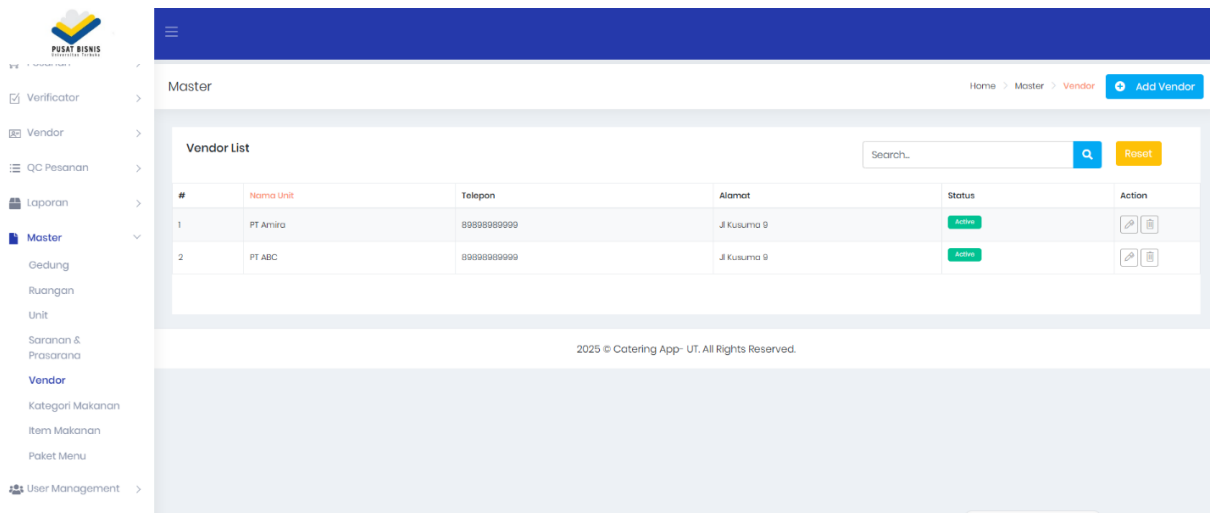 PUSAT BISNIS
Universitas Terbuka
Verificator
Vendor
QC Pesanan
Laporan
Master
Gedung
Ruangan
Unit
Saranan &
Prasarana
Vendor
Kategori Makanan
Item Makanan
Paket Menu
User Management
Master
Home > Master > Vendor
Add Vendor
Vendor List
Search...
Reset
# Nama Unit Telepon Alamat Status Action
1 PT Amira 89898989999 Jl Kusuma 9 Active
2 PT ABC 89898989999 Jl Kusuma 9 Active
2025 © Catering App- UT. All Rights Reserved.